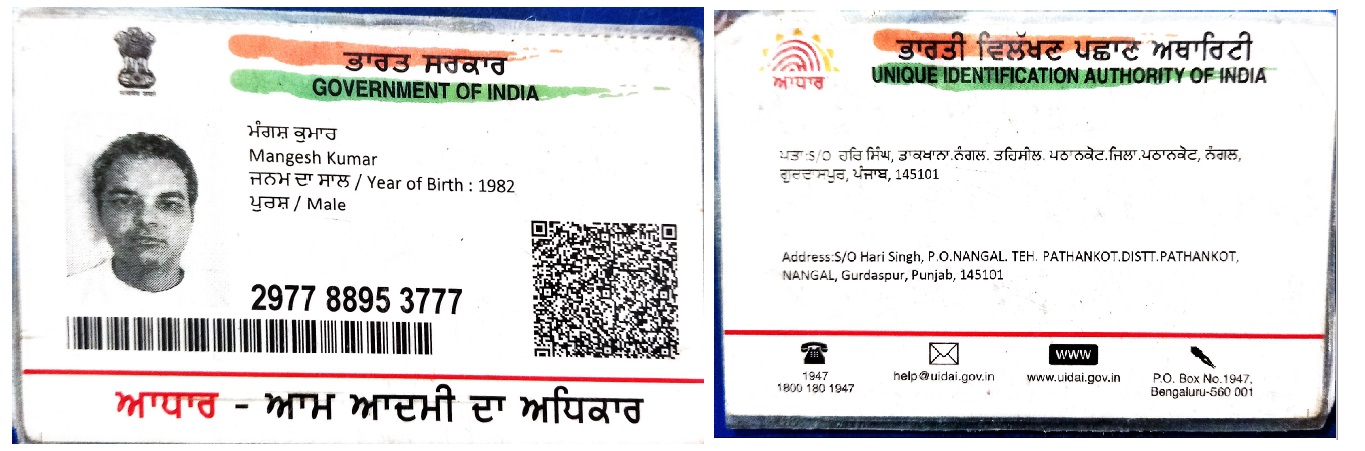 ਭਾਰਤ ਸਰਕਾਰ
GOVERNMENT OF INDIA
ਮੰਗਸ਼ ਕੁਮਾਰ
Mangesh Kumar
ਜਨਮ ਦਾ ਸਾਲ / Year of Birth : 1982
ਪੁਰਸ਼ / Male
2977 8895 3777
ਆਧਾਰ - ਆਮ ਆਦਮੀ ਦਾ ਅਧਿਕਾਰ
ਭਾਰਤੀ ਵਿਲੱਖਣ ਪਛਾਣ ਅਥਾਰਿਟੀ
UNIQUE IDENTIFICATION AUTHORITY OF INDIA
ਆਧਾਰ
ਪਤਾ:S/O ਹਰਿ ਸਿੰਘ, ਡਾਕਖਾਨਾ.ਨੰਗਲ. ਤਹਿਸੀਲ. ਪਠਾਨਕੋਟ.ਜਿਲਾ.ਪਠਾਨਕੋਟ, ਨੰਗਲ,
ਗੁਰਦਾਸਪੁਰ, ਪੰਜਾਬ, 145101
Address:S/O Hari Singh, P.O.NANGAL. TEH. PATHANKOT.DISTT.PATHANKOT,
NANGAL, Gurdaspur, Punjab, 145101
1947
1800 180 1947
help@uidai.gov.in
www
www.uidai.gov.in
P.O. Box No.1947,
Bengaluru-560 001